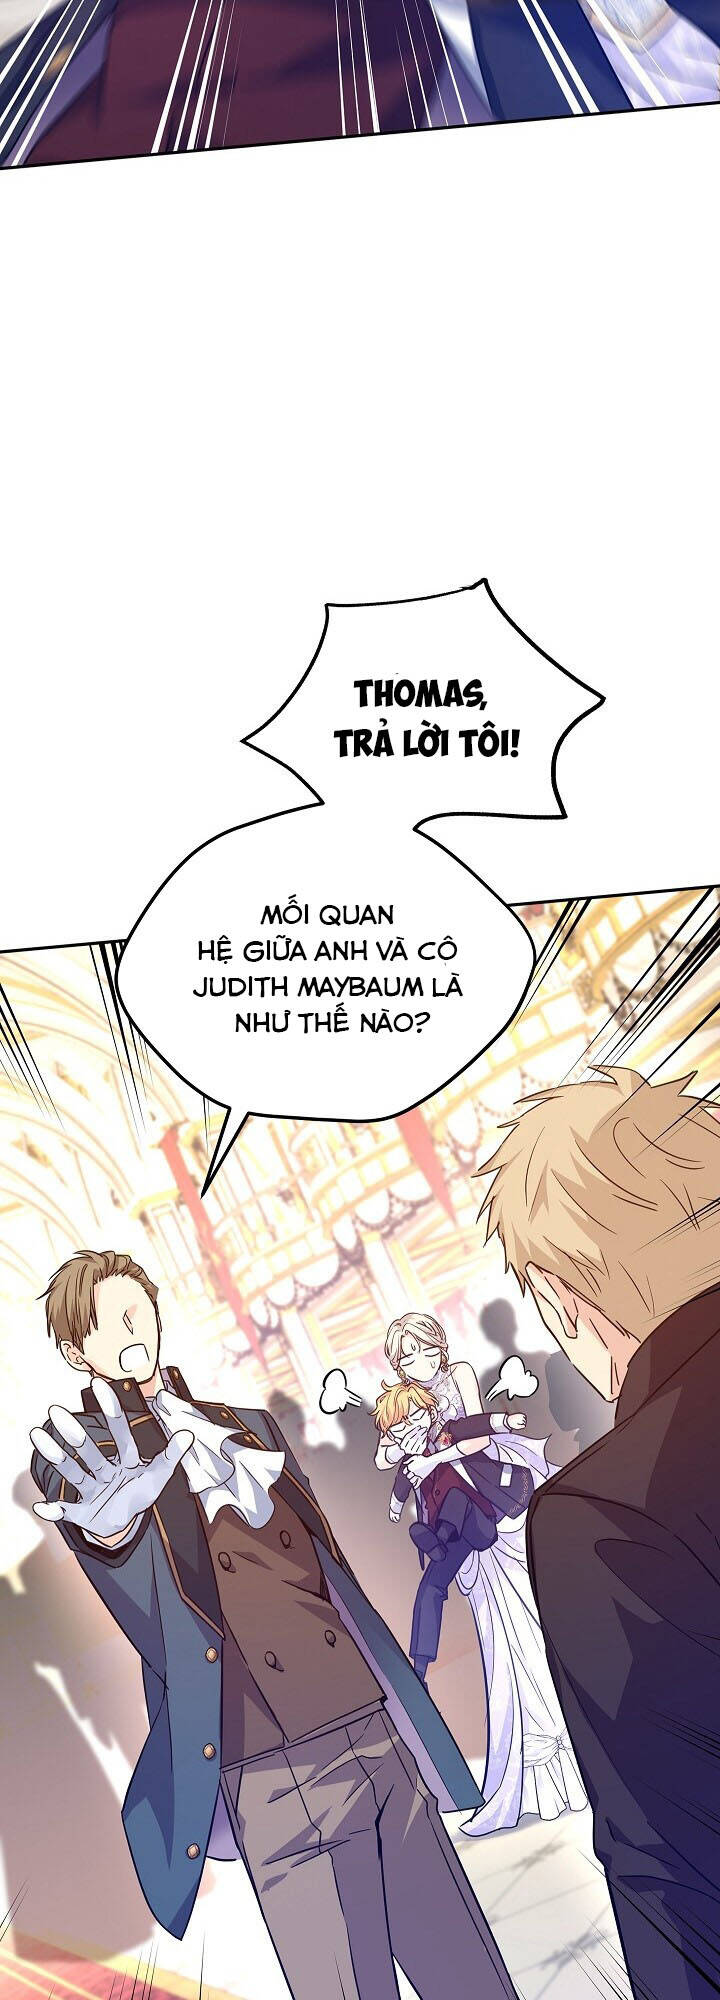 THOMAS,
TRẢ LỜI TÔI!
MỐI QUAN
HỆ GIỮA ANH VÀ CÔ
JUDITH MAYBAUM LÀ
NHƯ THẾ NÀO?